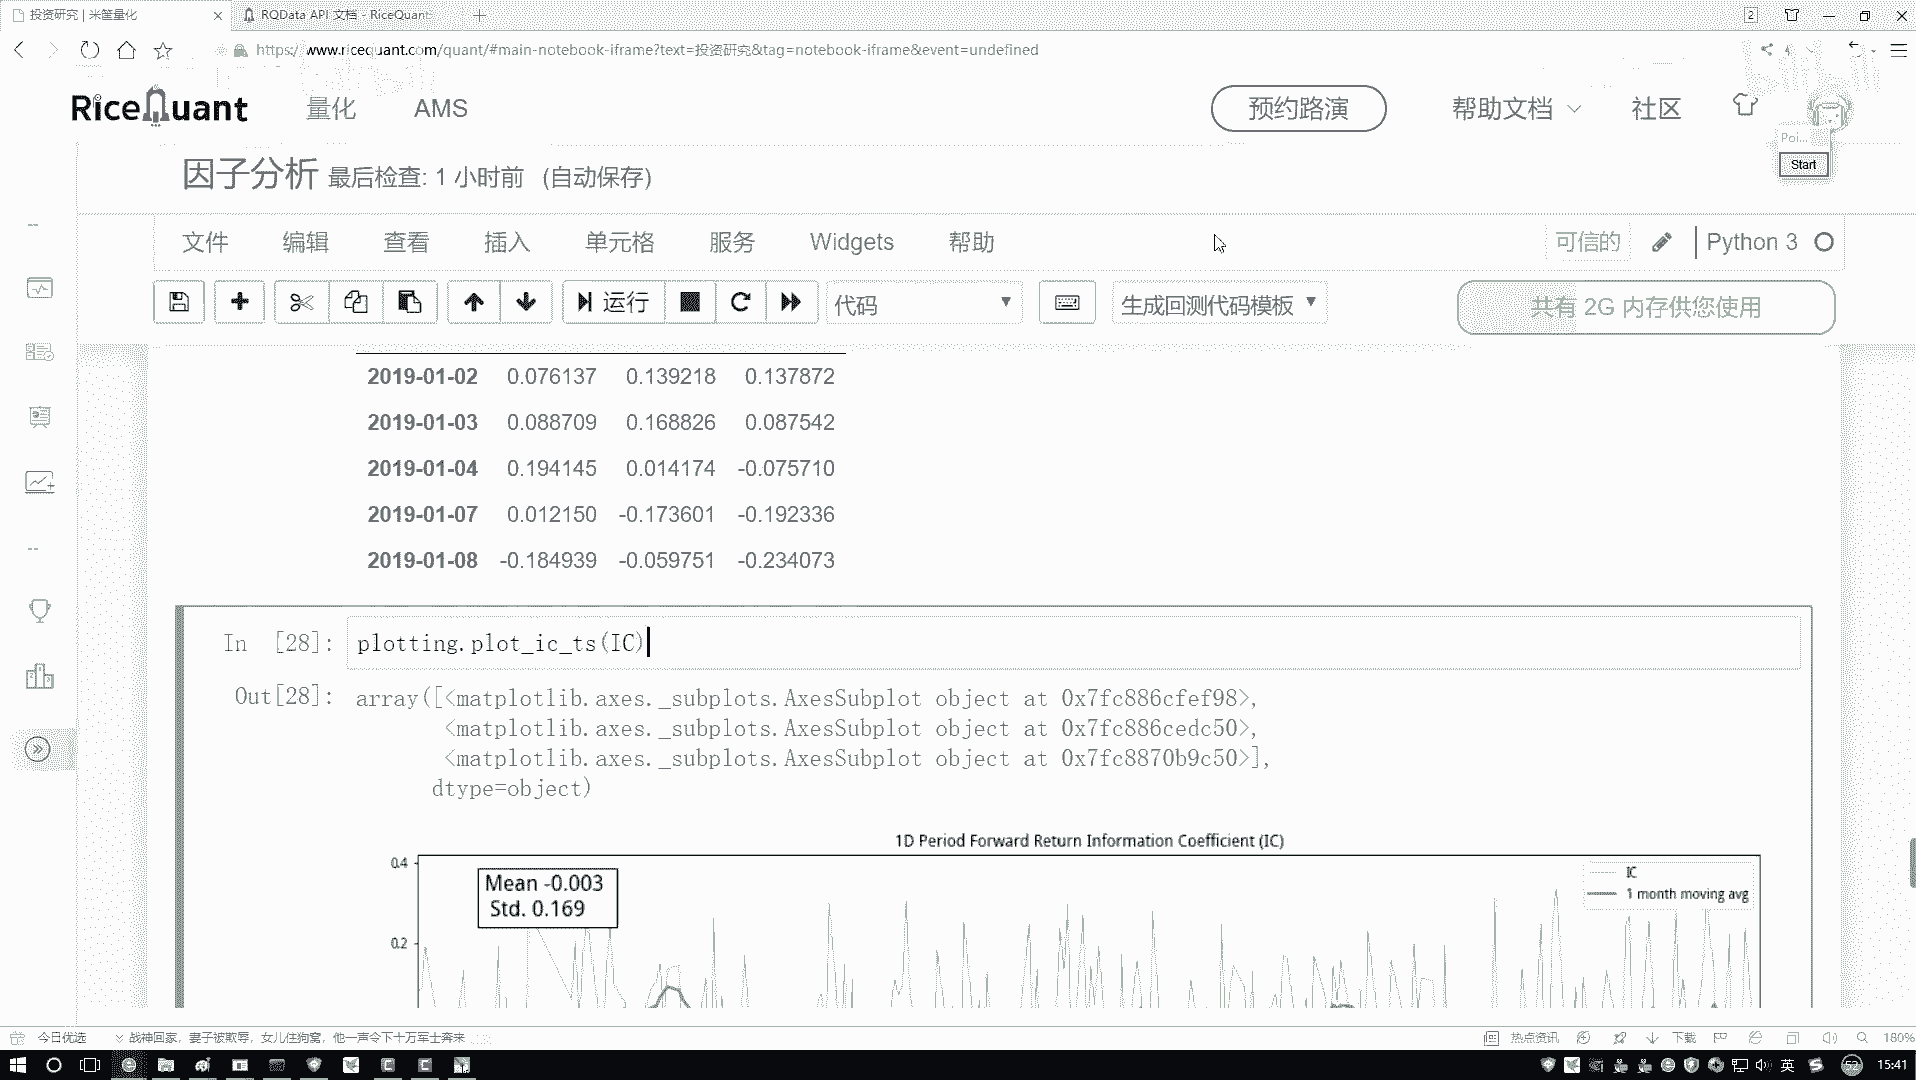 投资研究 | 米筐量化
RQData API 文档 - RiceQuant
2
https://www.ricequant.com/quant/#main-notebook-iframe?text=投资研究&tag=notebook-iframe&event=undefined
RiceQuant 量化 AMS 预约路演 帮助文档 社区
Poi...
Start
因子分析 最后检查: 1 小时前 (自动保存)
文件 编辑 查看 插入 单元格 服务 Widgets 帮助 可信的 Python 3
运行 代码 生成回测代码模板 共有 2G 内存供您使用
2019-01-02 0.076137 0.139218 0.137872
2019-01-03 0.088709 0.168826 0.087542
2019-01-04 0.194145 0.014174 -0.075710
2019-01-07 0.012150 -0.173601 -0.192336
2019-01-08 -0.184939 -0.059751 -0.234073
In [28]: plotting.plot_ic_ts(IC)
Out[28]: array([<matplotlib.axes._subplots.AxesSubplot object at 0x7fc886cfef98>,
<matplotlib.axes._subplots.AxesSubplot object at 0x7fc886cedc50>,
<matplotlib.axes._subplots.AxesSubplot object at 0x7fc8870b9c50>],
dtype=object)
1D Period Forward Return Information Coefficient (IC)
0.4
Mean -0.003
Std. 0.169
IC
1 month moving avg
0.2
今日优选 战神回家，妻子被欺辱，女儿住狗窝，他一声令下十万军士奔来
热点资讯 下载 180%
英 52 15:41